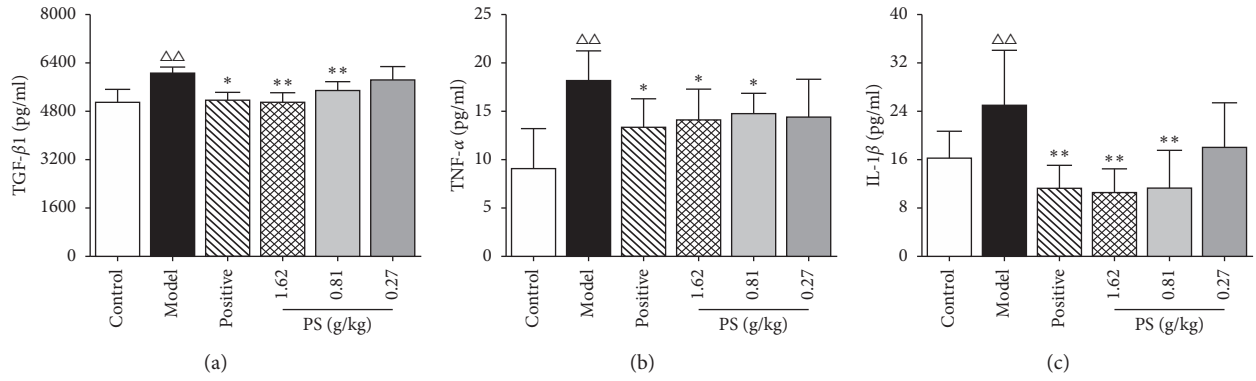 8000
6400
4800
3200
1600
0
TGF-β1 (pg/ml)
△△
*
**
**
Control
Model
Positive
1.62
0.81
0.27
PS (g/kg)
(a)
25
20
15
10
5
0
TNF-α (pg/ml)
△△
*
*
*
Control
Model
Positive
1.62
0.81
0.27
PS (g/kg)
(b)
40
32
24
16
8
0
IL-1β (pg/ml)
△△
**
**
**
Control
Model
Positive
1.62
0.81
0.27
PS (g/kg)
(c)